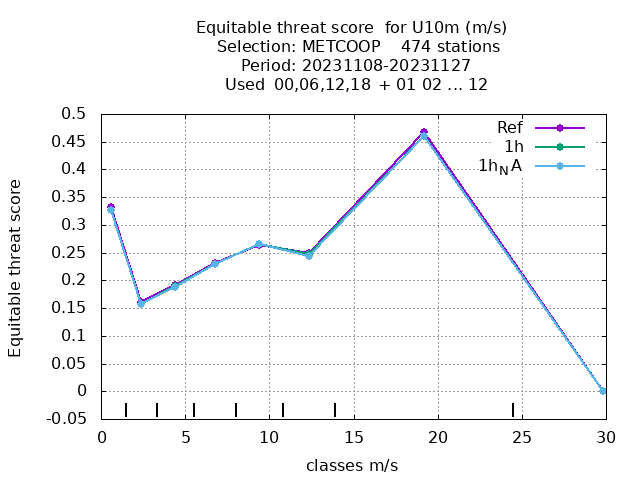 Equitable threat score for U10m (m/s)
Selection: METCOOP 474 stations
Period: 20231108-20231127
Used 00,06,12,18 + 01 02 ... 12
Ref
1h
1h_N A
0.5
0.45
0.4
0.35
0.3
0.25
0.2
0.15
0.1
0.05
0
-0.05
Equitable threat score
0 5 10 15 20 25 30
classes m/s